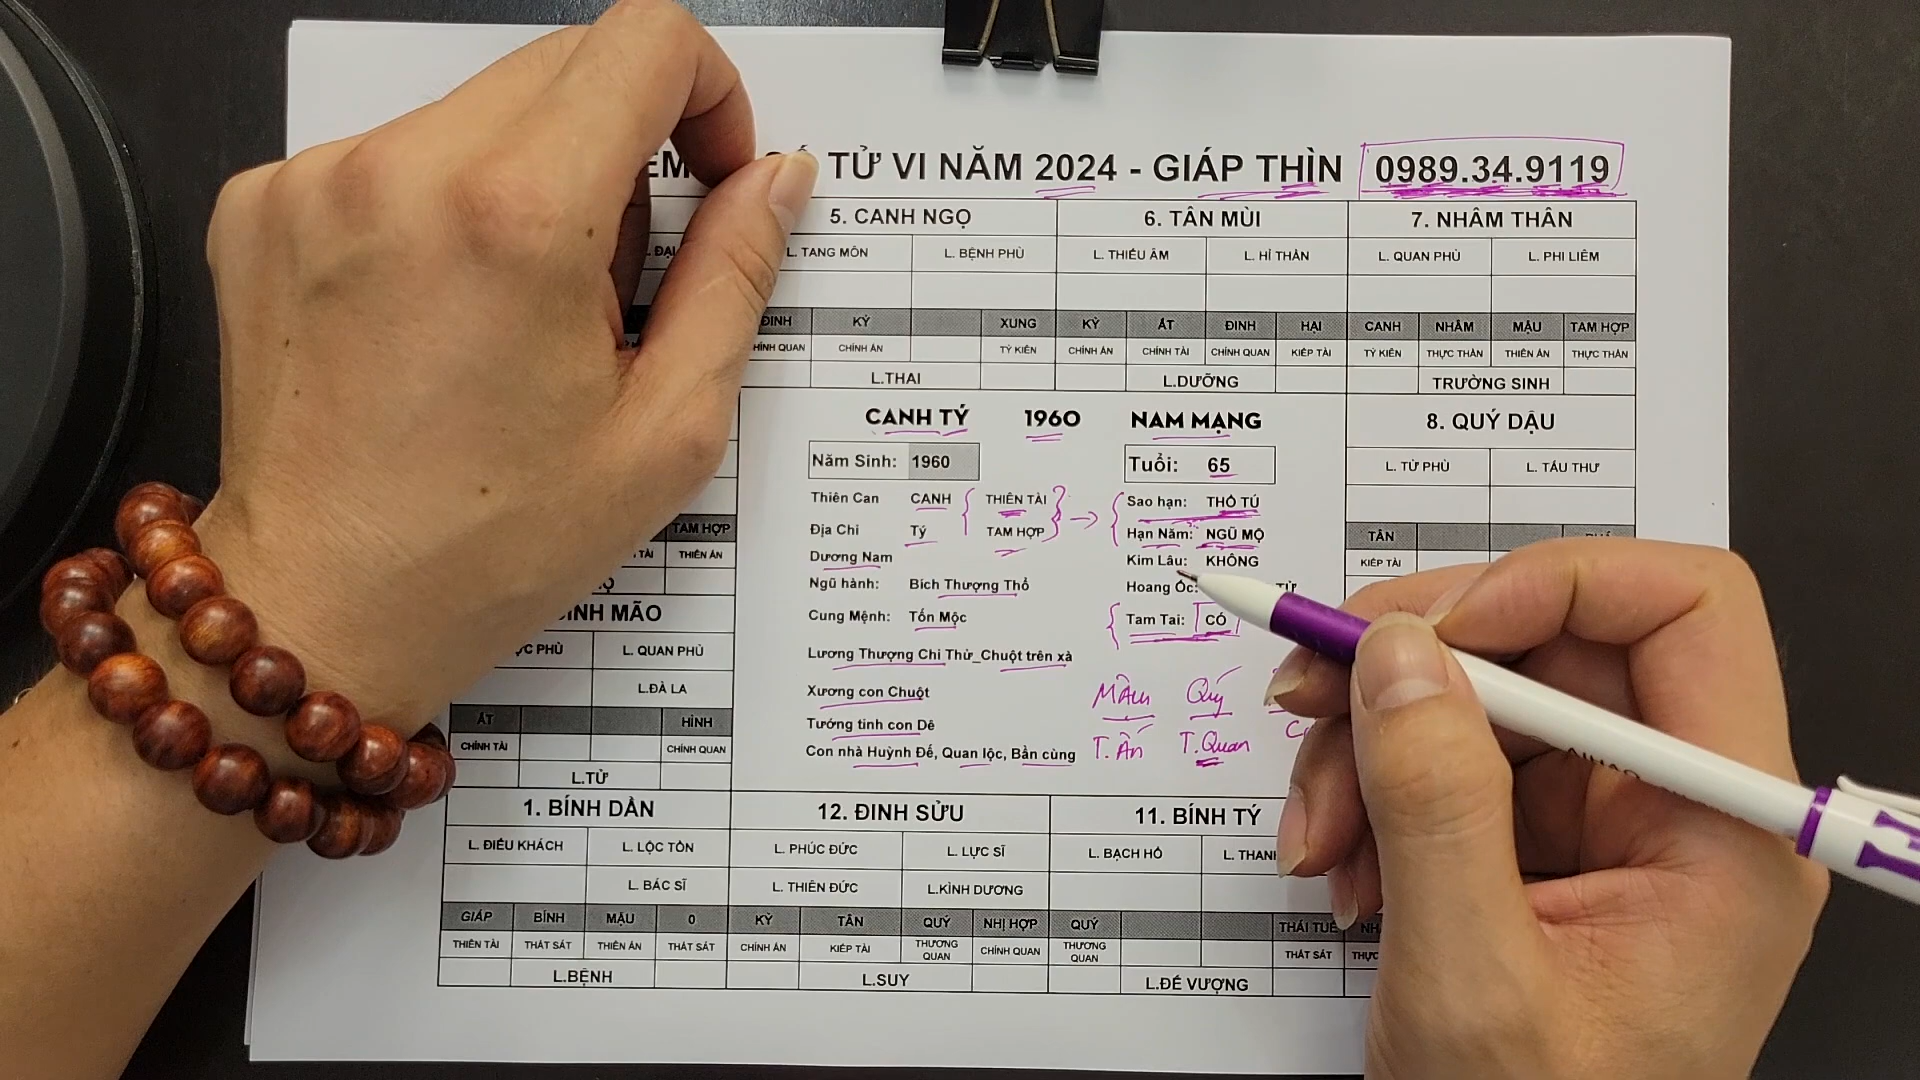 TỬ VI NĂM 2024 - GIÁP THÌN 0989.34.9119
5. CANH NGỌ
6. TÂN MÙI
7. NHÂM THÂN
L. TANG MÔN
L. BỆNH PHÙ
L. THIẾU ÂM
L. HỈ THẦN
L. QUAN PHÙ
L. PHI LIÊM
ĐINH KỶ XUNG KỶ ẤT ĐINH HẠI CANH NHÂM MẬU TAM HỢP
CHÍNH ẤN TỶ KIÊN CHÍNH ẤN CHÍNH TÀI CHÍNH QUAN KIẾP TÀI TỶ KIÊN THỰC THẦN THIÊN ẤN THỰC THẦN
L.THAI
L.DƯỠNG
TRƯỜNG SINH
CANH TÝ 1960 NAM MẠNG
Năm Sinh: 1960
Tuổi: 65
Thiên Can CANH THIÊN TÀI
Địa Chi Tý TAM HỢP
Dương Nam
Ngũ hành: Bích Thượng Thổ
Cung Mệnh: Tốn Mộc
Lương Thượng Chi Thử_Chuột trên xà
Xương con Chuột
Tướng tinh con Dê
Con nhà Huỳnh Đế, Quan lộc, Bần cùng
Sao hạn: THỔ TÚ
Hạn Năm: NGŨ MỘ
Kim Lâu: KHÔNG
Hoang Ốc:
Tam Tai: CÓ
Mậu Quý
T. Ấn T. Quan
8. QUÝ DẬU
L. TỬ PHÙ
L. TẤU THƯ
TÂN
KIẾP TÀI
TAM HỢP
THIÊN ẤN
L. QUAN PHỦ
L.ĐÀ LA
ẤT HÌNH
CHÍNH TÀI CHÍNH QUAN
L.TỬ
1. BÍNH DẦN
12. ĐINH SỬU
11. BÍNH TÝ
L. ĐIẾU KHÁCH
L. LỘC TỒN
L. PHÚC ĐỨC
L. LỰC SĨ
L. BẠCH HỔ
L. BÁC SĨ
L. THIÊN ĐỨC
L.KÌNH DƯƠNG
GIÁP BÍNH MẬU 0 KỶ TÂN QUÝ NHỊ HỢP QUÝ THÁI TUẾ
THIÊN TÀI THẤT SÁT THIÊN ẤN THẤT SÁT CHÍNH ẤN KIẾP TÀI THƯƠNG QUAN CHÍNH QUAN THƯƠNG QUAN THẤT SÁT
L.BỆNH
L.SUY
L.ĐẾ VƯỢNG